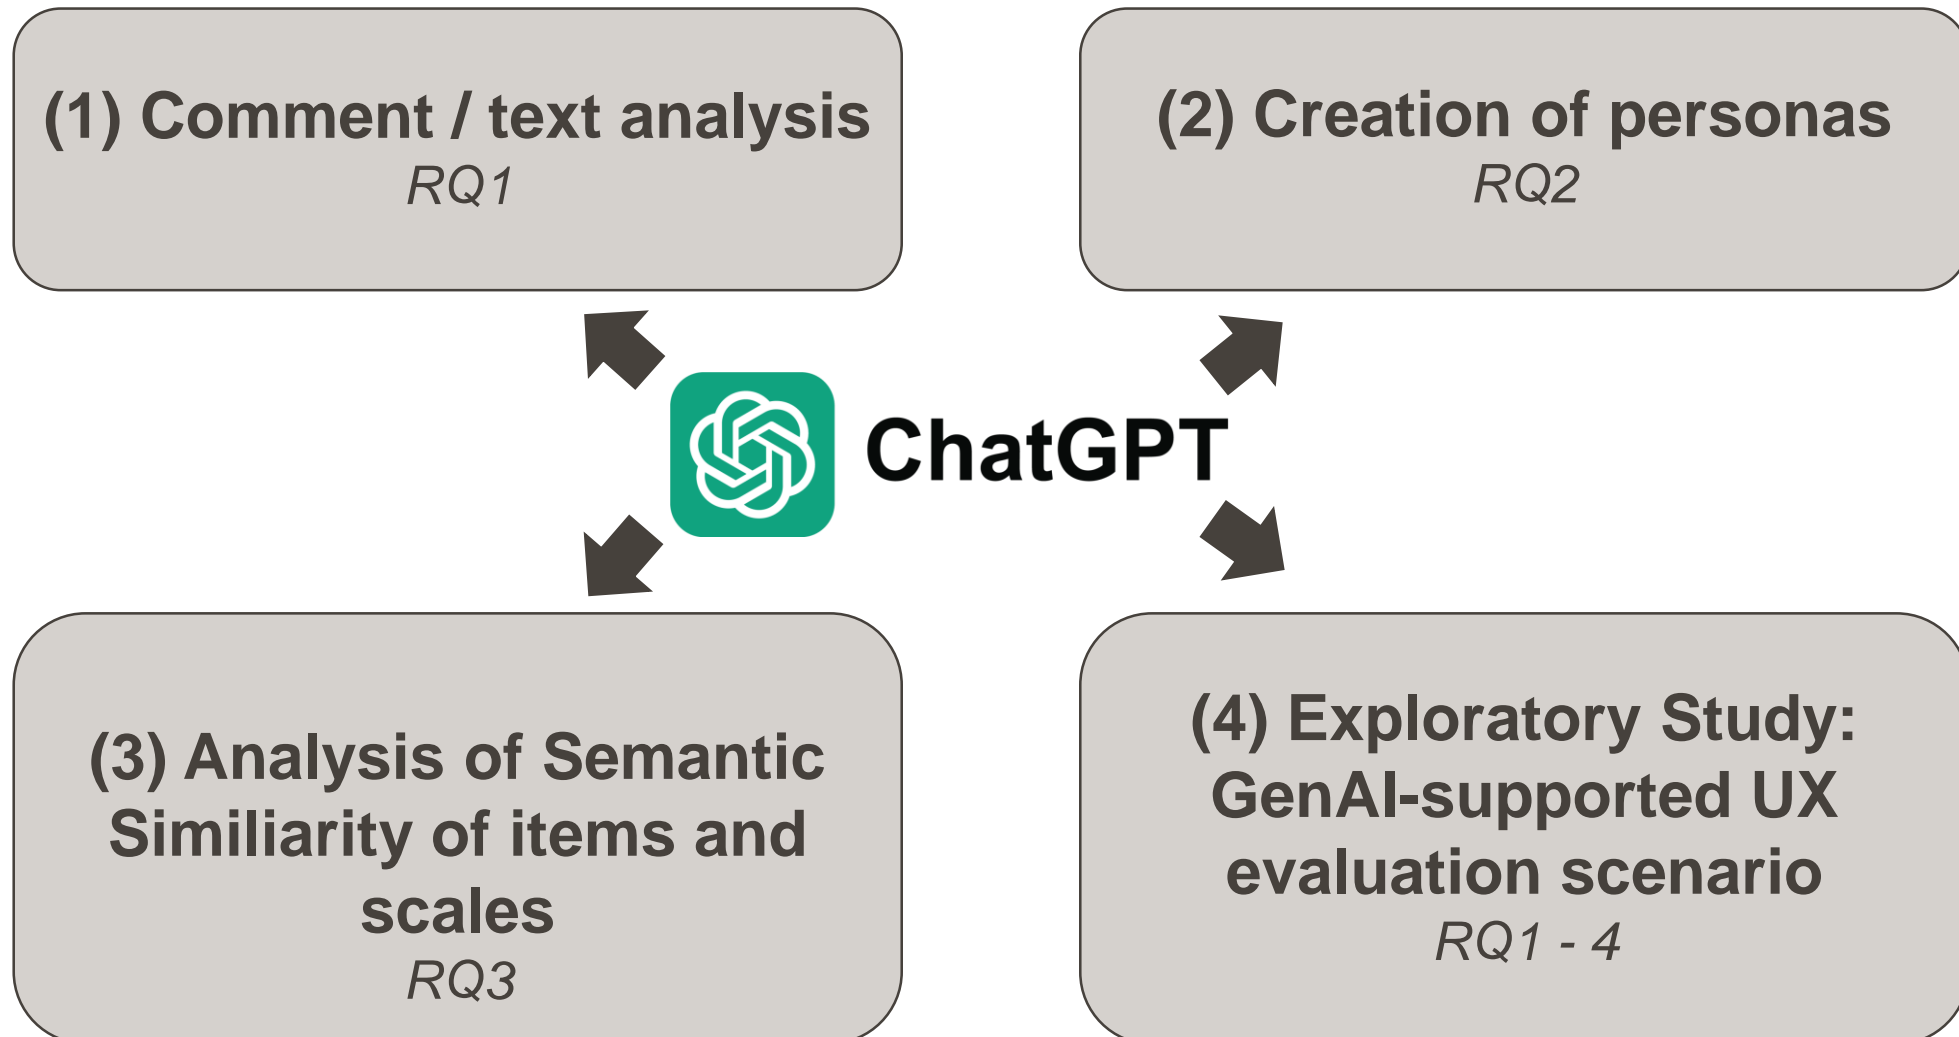 (1) Comment / text analysis
RQ1
(2) Creation of personas
RQ2
ChatGPT
(3) Analysis of Semantic
Similiarity of items and
scales
RQ3
(4) Exploratory Study:
GenAI-supported UX
evaluation scenario
RQ1 - 4